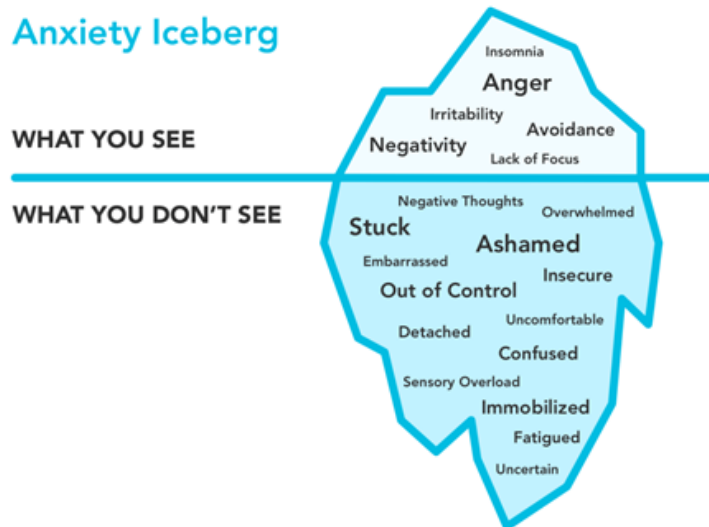 Anxiety Iceberg
Insomnia
Anger
Irritability
Avoidance
WHAT YOU SEE
Negativity
Lack of Focus
WHAT YOU DON'T SEE
Negative Thoughts
Overwhelmed
Stuck
Ashamed
Embarrassed
Insecure
Out of Control
Uncomfortable
Detached
Confused
Sensory Overload
Immobilized
Fatigued
Uncertain